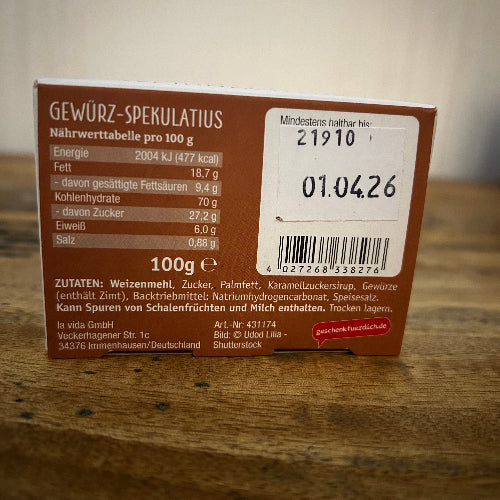 GEWÜRZ-SPEKULATIUS
Nährwerttabelle pro 100 g
Energie 2004 kJ (477 kcal)
Fett 18,7 g
- davon gesättigte Fettsäuren 9,4 g
Kohlenhydrate 70 g
- davon Zucker 27,2 g
Eiweiß 6,0 g
Salz 0,88 g
100g ℮
Mindestens haltbar bis:
21910
01.04.26
4 027268 338276
ZUTATEN: Weizenmehl, Zucker, Palmfett, Karamellzuckersirup, Gewürze
(enthält Zimt), Backtriebmittel: Natriumhydrogencarbonat, Speisesalz.
Kann Spuren von Schalenfrüchten und Milch enthalten. Trocken lagern.
la vida GmbH
Veckerhagener Str. 1c
34376 Immenhausen/Deutschland
Art.-Nr. 431174
Bild: © Udod Lilia -
Shutterstock
geschenkfuerdich.de